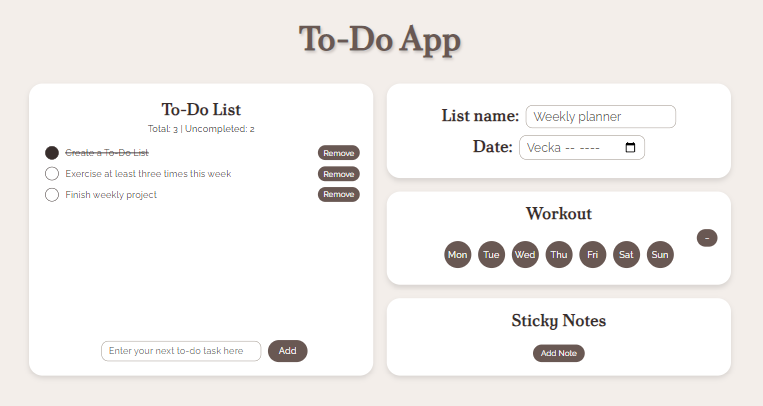 To-Do App
To-Do List
Total: 3 | Uncompleted: 2
Create a To-Do List Remove
Exercise at least three times this week Remove
Finish weekly project Remove
Enter your next to-do task here Add
List name: Weekly planner
Date: Vecka -- ----
Workout
-
Mon Tue Wed Thu Fri Sat Sun
Sticky Notes
Add Note